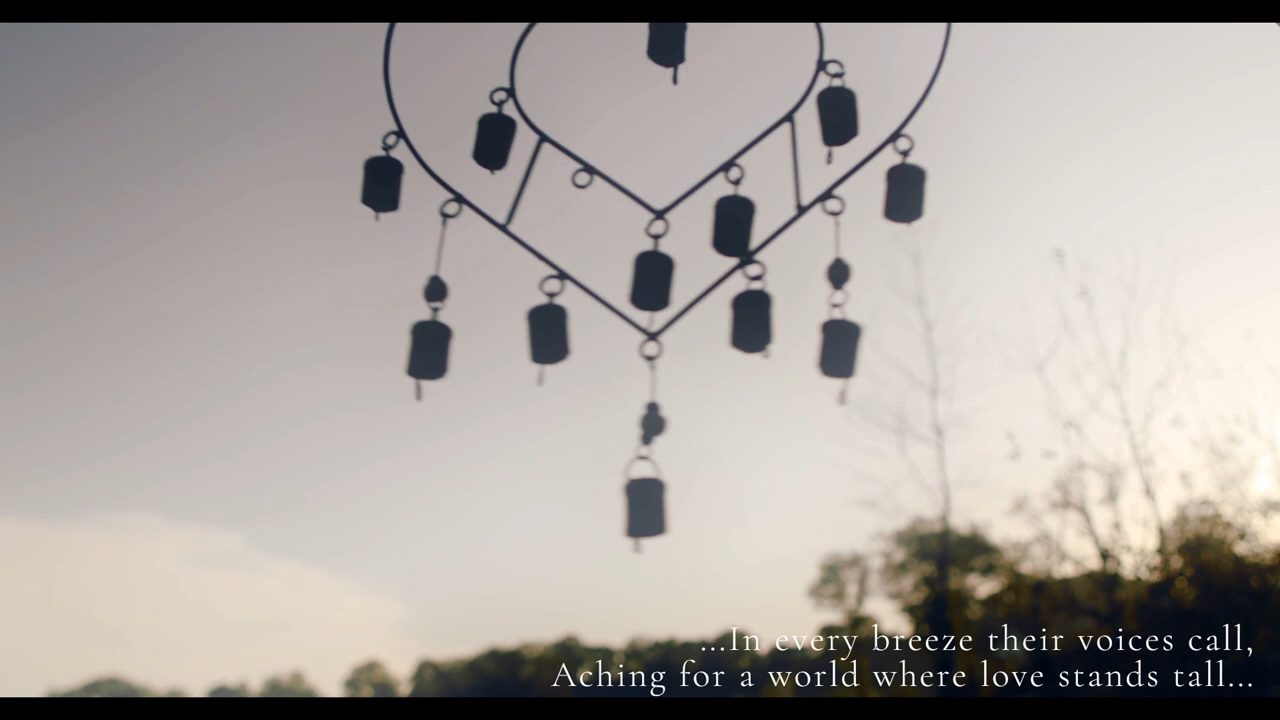 ...In every breeze their voices call,
Aching for a world where love stands tall...